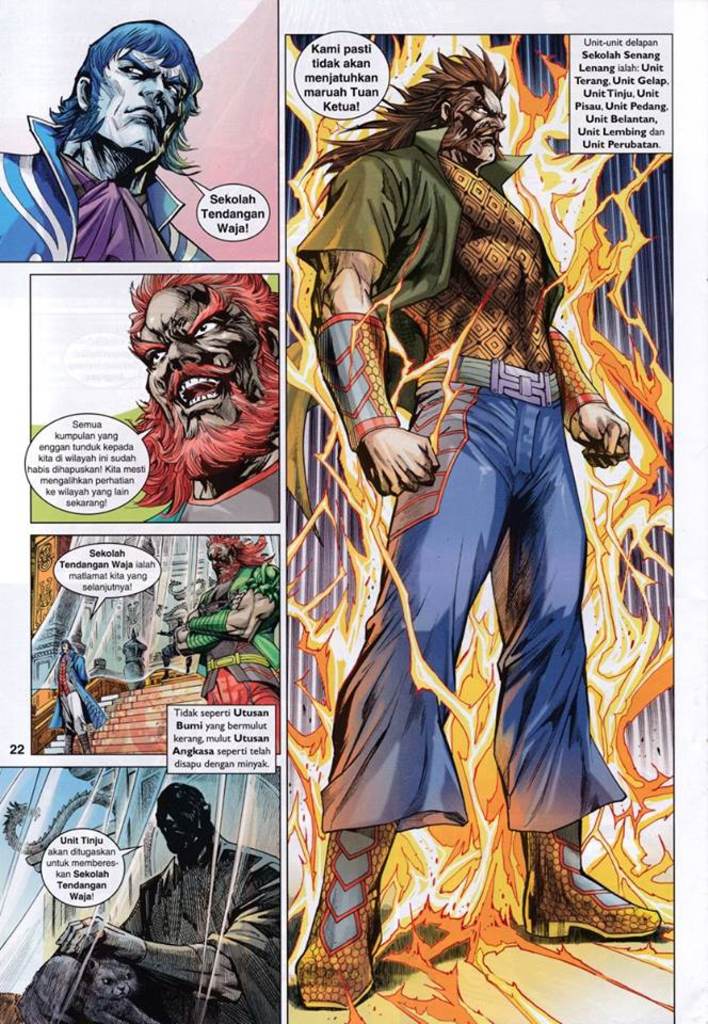 Sekolah
Tendangan
Waja!
Semua
kumpulan yang
enggan tunduk kepada
kita di wilayah ini sudah
habis dihapuskan! Kita mesti
mengalihkan perhatian
ke wilayah yang lain
sekarang!
Sekolah
Tendangan Waja ialah
matlamat kita yang
selanjutnya!
Tidak seperti Utusan
Bumi yang bermulut
kerang, mulut Utusan
Angkasa seperti telah
disapu dengan minyak.
22
Unit Tinju
akan ditugaskan
untuk memberes-
kan Sekolah
Tendangan
Waja!
Kami pasti
tidak akan
menjatuhkan
maruah Tuan
Ketua!
Unit-unit delapan
Sekolah Senang
Lenang ialah: Unit
Terang, Unit Gelap,
Unit Tinju, Unit
Pisau, Unit Pedang,
Unit Belantan,
Unit Lembing dan
Unit Perubatan.